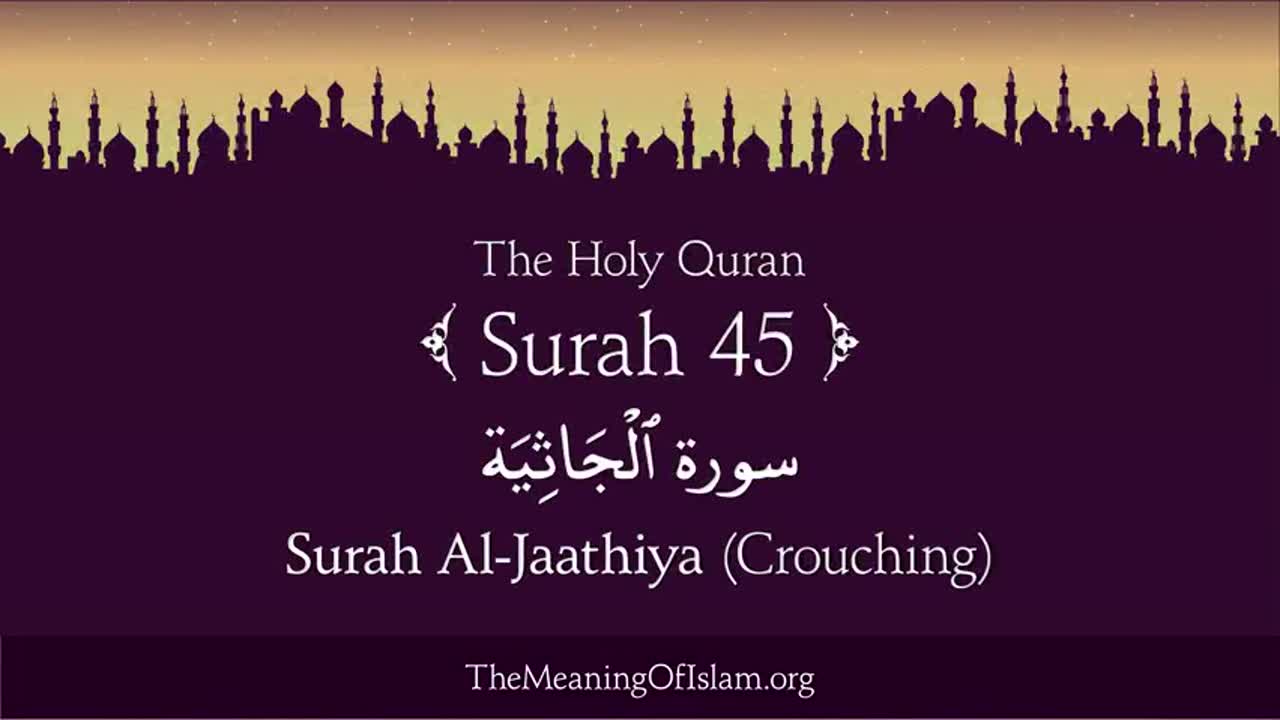 The Holy Quran
Surah 45
سورة ٱلْجَاثِيَة
Surah Al-Jaathiya (Crouching)
TheMeaningOfIslam.org